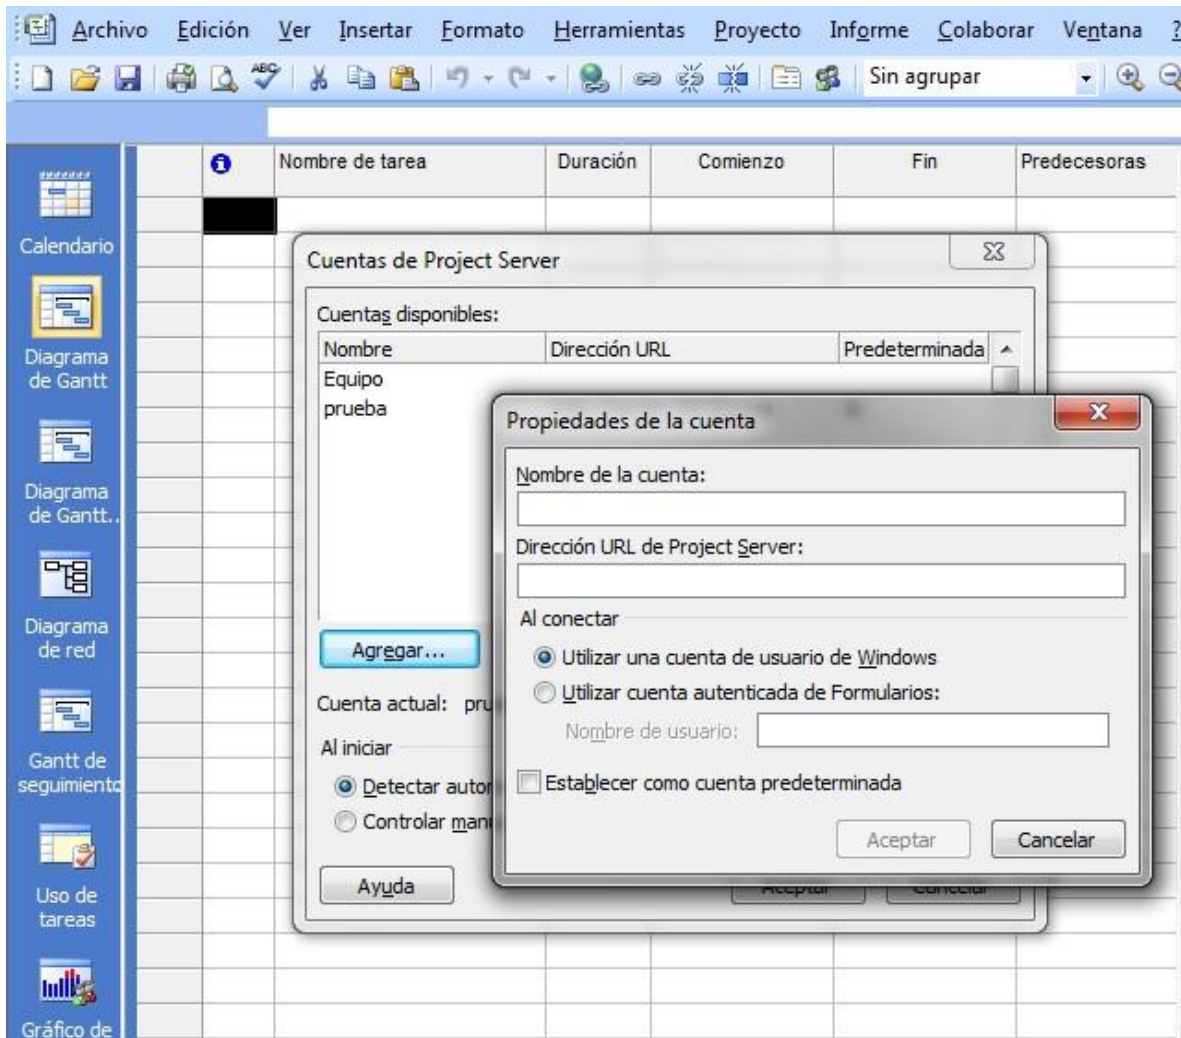 Archivo Edición Ver Insertar Formato Herramientas Proyecto Informe Colaborar Ventana ?
ABC Sin agrupar
Nombre de tarea Duración Comienzo Fin Predecesoras
Calendario
Diagrama
de Gantt
Diagrama
de Gantt..
Diagrama
de red
Gantt de
seguimiento
Uso de
tareas
Gráfico de
Cuentas de Project Server
Cuentas disponibles:
Nombre Dirección URL Predeterminada
Equipo
prueba
Agregar...
Cuenta actual: pru
Al iniciar
Detectar autor
Controlar man
Ayuda Aceptar Cancelar
Propiedades de la cuenta
Nombre de la cuenta:
Dirección URL de Project Server:
Al conectar
Utilizar una cuenta de usuario de Windows
Utilizar cuenta autenticada de Formularios:
Nombre de usuario:
Establecer como cuenta predeterminada
Aceptar Cancelar